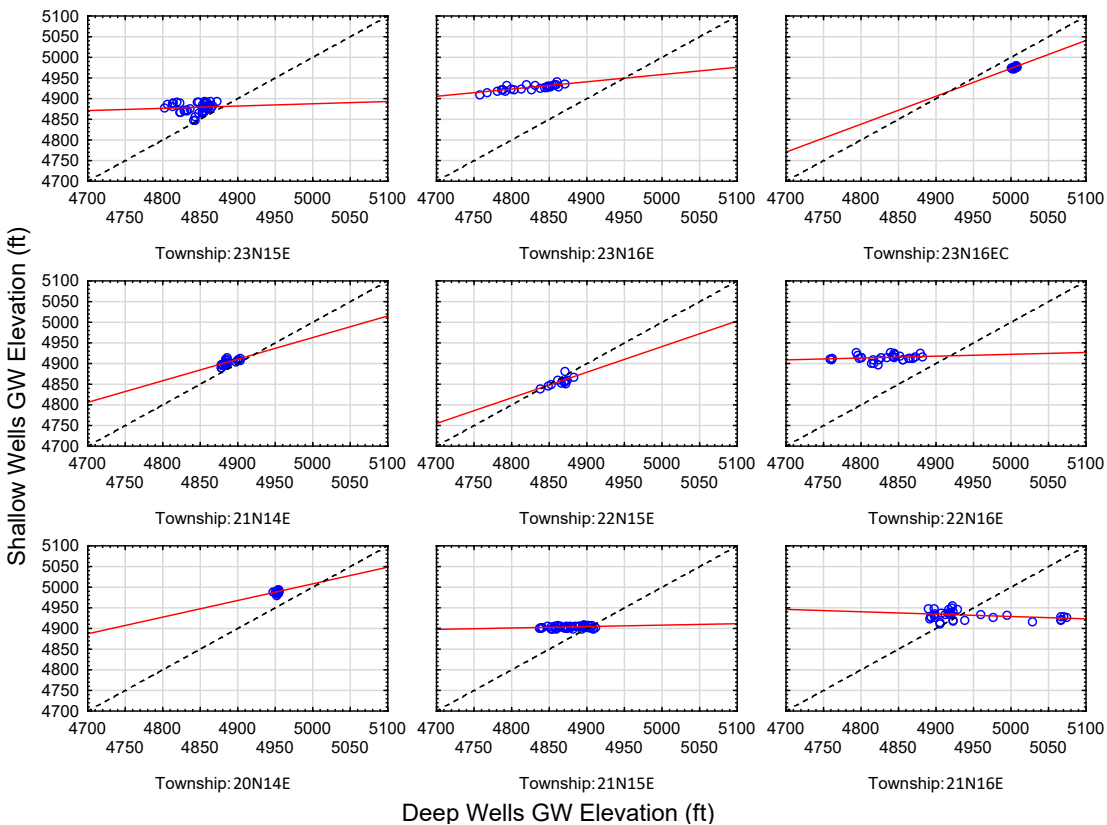 5100
5050
5000
4950
4900
4850
4800
4750
4700
4700 4800 4900 5000 5100
4750 4850 4950 5050
Township: 23N15E
4700 4800 4900 5000 5100
4750 4850 4950 5050
Township: 23N16E
4700 4800 4900 5000 5100
4750 4850 4950 5050
Township: 23N16EC
Shallow Wells GW Elevation (ft)
5100
5050
5000
4950
4900
4850
4800
4750
4700
4700 4800 4900 5000 5100
4750 4850 4950 5050
Township: 21N14E
4700 4800 4900 5000 5100
4750 4850 4950 5050
Township: 22N15E
4700 4800 4900 5000 5100
4750 4850 4950 5050
Township: 22N16E
5100
5050
5000
4950
4900
4850
4800
4750
4700
4700 4800 4900 5000 5100
4750 4850 4950 5050
Township: 20N14E
4700 4800 4900 5000 5100
4750 4850 4950 5050
Township: 21N15E
4700 4800 4900 5000 5100
4750 4850 4950 5050
Township: 21N16E
Deep Wells GW Elevation (ft)